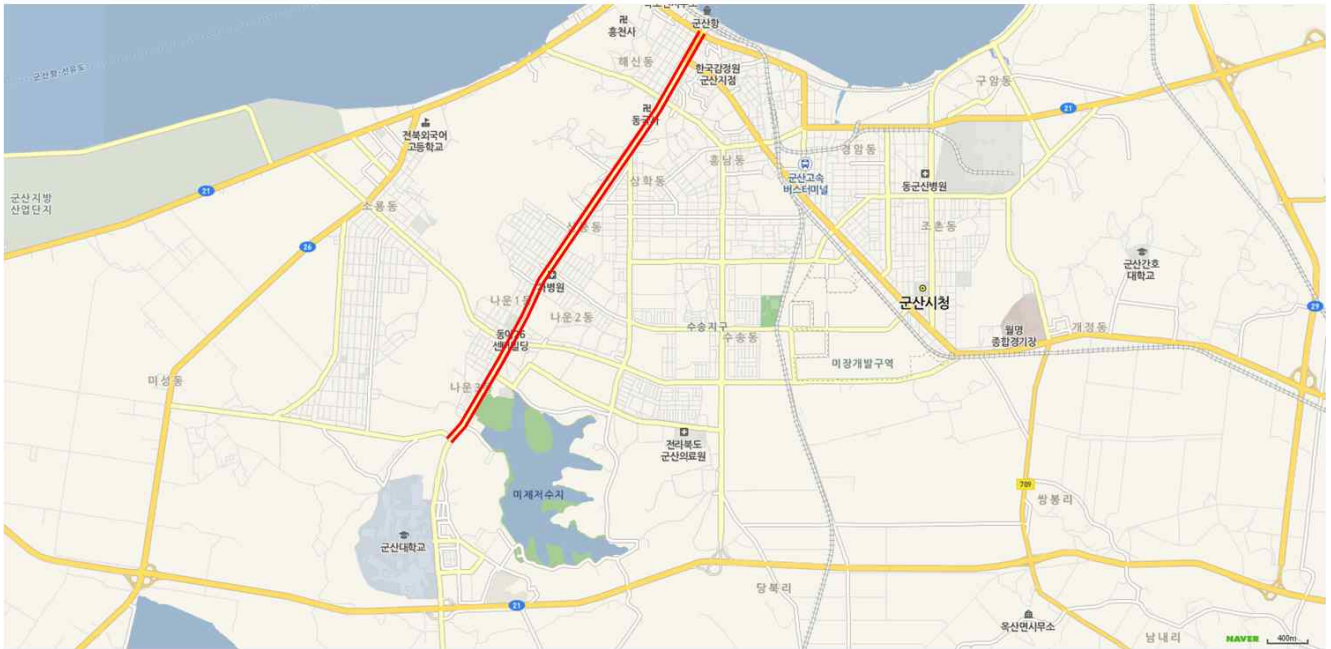 군산항
흥천사
해신동
한국감정원
군산지점
구암동
군산항-선유도
21
전북외국어
고등학교
동국사
흥남동
경암동
군산고속
버스터미널
동군산병원
삼학동
군산지방
산업단지
21
소룡동
조촌동
26
군산간호
대학교
군산시청
나운1동
나운2동
29
수송지구
수송동
월명
종합경기장
개정동
미장개발구역
미성동
전라북도
군산의료원
미제저수지
709
쌍봉리
군산대학교
당북리
21
옥산면사무소
남내리
NAVER
400m